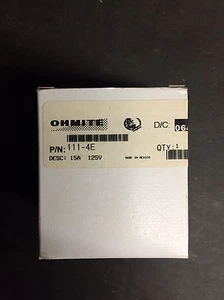 OHMITE
D/C:
P/N: 111-4E
QTY: 1
DESC: 15A 125V
MADE IN MEXICO